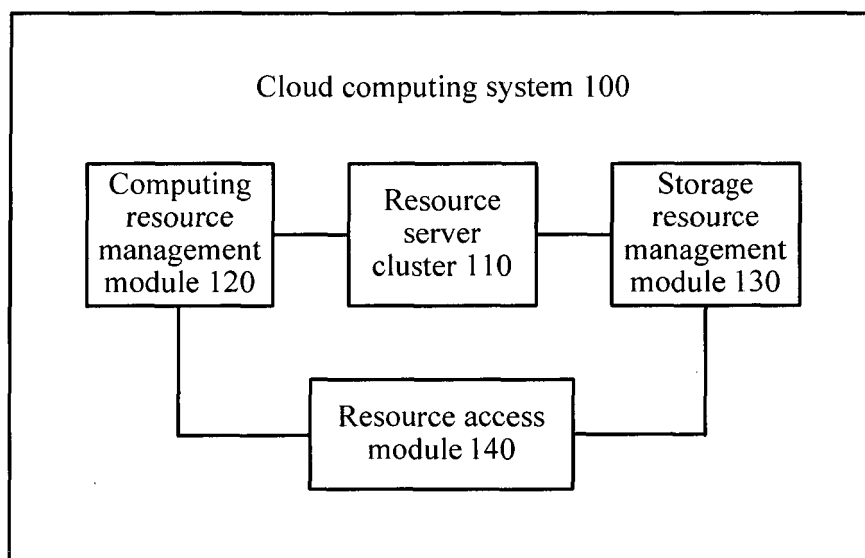 Cloud computing system 100
Computing
resource
management
module 120
Resource
server
cluster 110
Storage
resource
management
module 130
Resource access
module 140